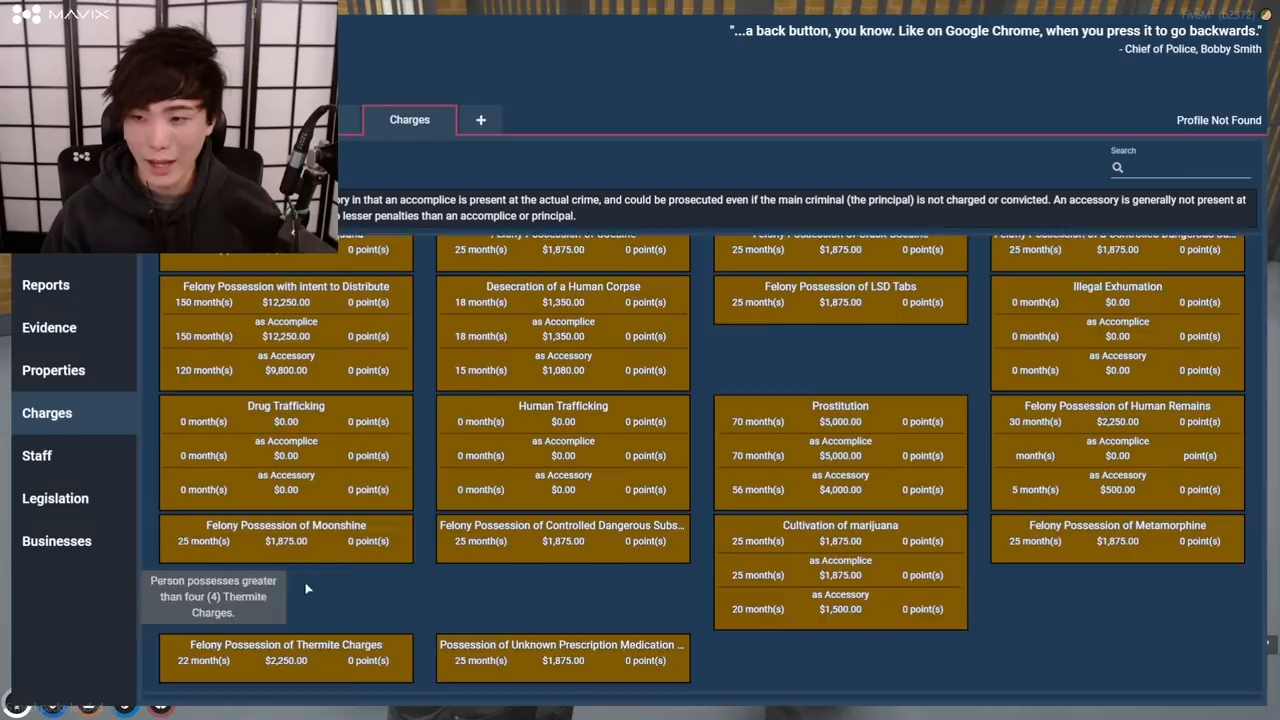 MAVIX
FiveM® (b2372)
"...a back button, you know. Like on Google Chrome, when you press it to go backwards."
- Chief of Police, Bobby Smith
Charges
+
Profile Not Found
Search
ry in that an accomplice is present at the actual crime, and could be prosecuted even if the main criminal (the principal) is not charged or convicted. An accessory is generally not present at
lesser penalties than an accomplice or principal.
Reports
Evidence
Properties
Charges
Staff
Legislation
Businesses
0 point(s)
25 month(s) $1,875.00 0 point(s)
25 month(s) $1,875.00 0 point(s)
25 month(s) $1,875.00 0 point(s)
Felony Possession with intent to Distribute
150 month(s) $12,250.00 0 point(s)
as Accomplice
150 month(s) $12,250.00 0 point(s)
as Accessory
120 month(s) $9,800.00 0 point(s)
Desecration of a Human Corpse
18 month(s) $1,350.00 0 point(s)
as Accomplice
18 month(s) $1,350.00 0 point(s)
as Accessory
15 month(s) $1,080.00 0 point(s)
Felony Possession of LSD Tabs
25 month(s) $1,875.00 0 point(s)
Illegal Exhumation
0 month(s) $0.00 0 point(s)
as Accomplice
0 month(s) $0.00 0 point(s)
as Accessory
0 month(s) $0.00 0 point(s)
Drug Trafficking
0 month(s) $0.00 0 point(s)
as Accomplice
0 month(s) $0.00 0 point(s)
as Accessory
0 month(s) $0.00 0 point(s)
Human Trafficking
0 month(s) $0.00 0 point(s)
as Accomplice
0 month(s) $0.00 0 point(s)
as Accessory
0 month(s) $0.00 0 point(s)
Prostitution
70 month(s) $5,000.00 0 point(s)
as Accomplice
70 month(s) $5,000.00 0 point(s)
as Accessory
56 month(s) $4,000.00 0 point(s)
Felony Possession of Human Remains
30 month(s) $2,250.00 0 point(s)
as Accomplice
month(s) $0.00 point(s)
as Accessory
5 month(s) $500.00 0 point(s)
Felony Possession of Moonshine
25 month(s) $1,875.00 0 point(s)
Felony Possession of Controlled Dangerous Subs...
25 month(s) $1,875.00 0 point(s)
Cultivation of marijuana
25 month(s) $1,875.00 0 point(s)
as Accomplice
25 month(s) $1,875.00 0 point(s)
as Accessory
20 month(s) $1,500.00 0 point(s)
Felony Possession of Metamorphine
25 month(s) $1,875.00 0 point(s)
Person possesses greater
than four (4) Thermite
Charges.
Felony Possession of Thermite Charges
22 month(s) $2,250.00 0 point(s)
Possession of Unknown Prescription Medication ...
25 month(s) $1,875.00 0 point(s)